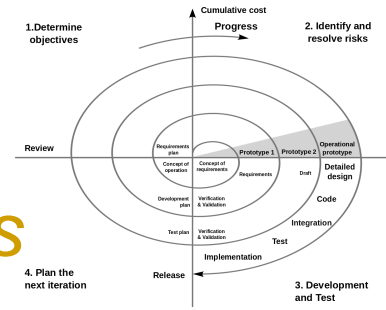 Cumulative cost
Progress
1.Determine
objectives
2. Identify and
resolve risks
Review
Requirements
plan
Concept of
operation
Concept of
requirements
Prototype 1
Prototype 2
Operational
prototype
Requirements
Draft
Detailed
design
Development
plan
Verification
& Validation
Code
Integration
Test plan
Verification
& Validation
Test
Implementation
Release
4. Plan the
next iteration
3. Development
and Test
s